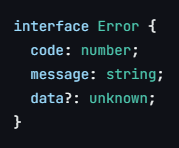 interface Error {
  code: number;
  message: string;
  data?: unknown;
}